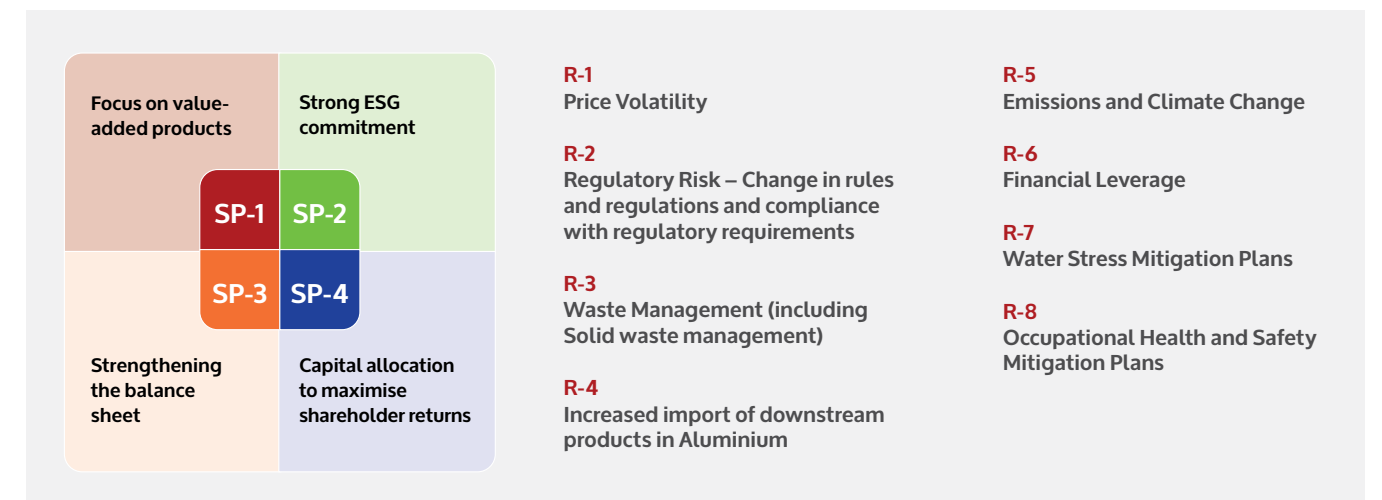 Focus on value-
added products
Strong ESG
commitment
SP-1
SP-2
SP-3
SP-4
Strengthening
the balance
sheet
Capital allocation
to maximise
shareholder returns
R-1
Price Volatility
R-2
Regulatory Risk – Change in rules
and regulations and compliance
with regulatory requirements
R-3
Waste Management (including
Solid waste management)
R-4
Increased import of downstream
products in Aluminium
R-5
Emissions and Climate Change
R-6
Financial Leverage
R-7
Water Stress Mitigation Plans
R-8
Occupational Health and Safety
Mitigation Plans